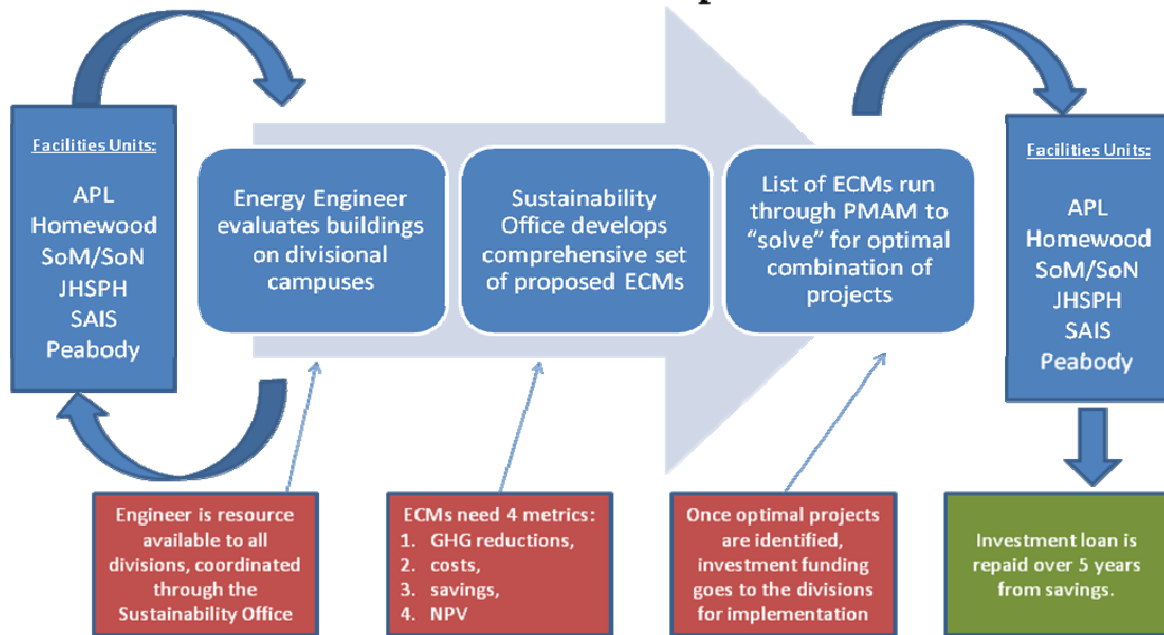 Facilities Units:
APL
Homewood
SoM/SoN
JHSPH
SAIS
Peabody
Energy Engineer
evaluates buildings
on divisional
campuses
Sustainability
Office develops
comprehensive set
of proposed ECMs
List of ECMs run
through PMAM to
“solve” for optimal
combination of
projects
Facilities Units:
APL
Homewood
SoM/SoN
JHSPH
SAIS
Peabody
Engineer is resource
available to all
divisions, coordinated
through the
Sustainability Office
ECMs need 4 metrics:
1. GHG reductions,
2. costs,
3. savings,
4. NPV
Once optimal projects
are identified,
investment funding
goes to the divisions
for implementation
Investment loan is
repaid over 5 years
from savings.